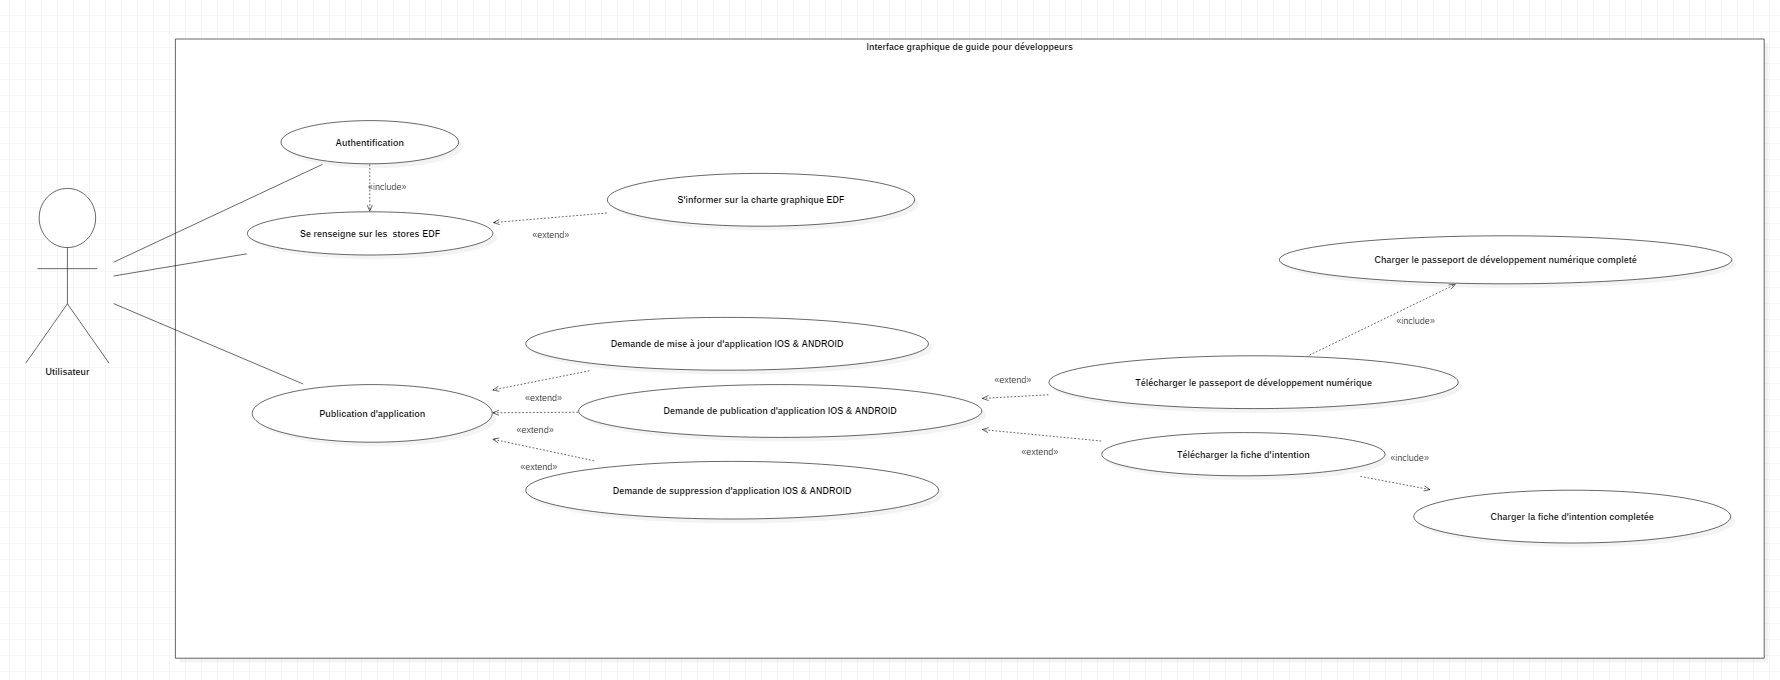 Interface graphique de guide pour développeurs
Authentification
«include»
S'informer sur la charte graphique EDF
Se renseigne sur les  stores EDF
«extend»
Charger le passeport de développement numérique completé
«include»
Demande de mise à jour d'application IOS & ANDROID
Utilisateur
«extend»
Télécharger le passeport de développement numérique
«extend»
Publication d'application
Demande de publication d'application IOS & ANDROID
«extend»
«extend»
Télécharger la fiche d'intention
«include»
«extend»
Demande de suppression d'application IOS & ANDROID
Charger la fiche d'intention completée